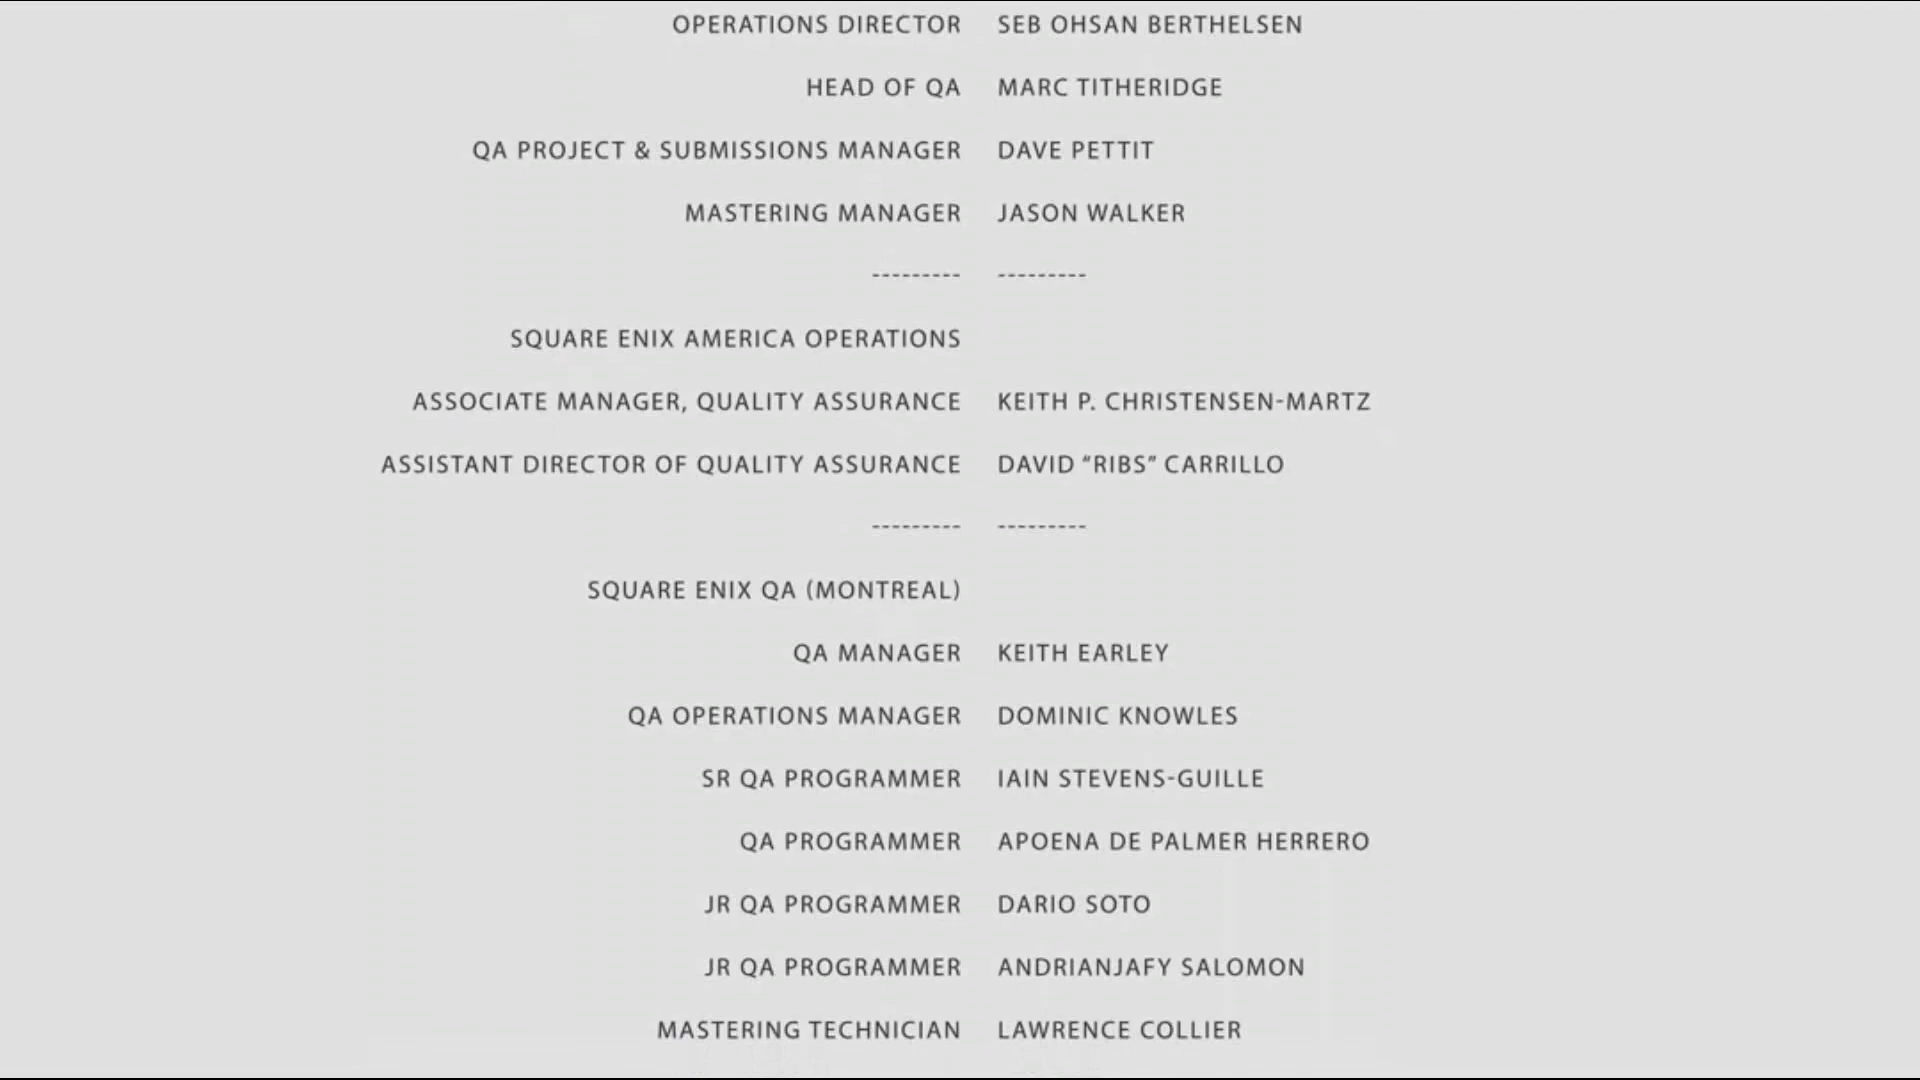 OPERATIONS DIRECTOR SEB OHSAN BERTHELSEN
HEAD OF QA MARC TITHERIDGE
QA PROJECT & SUBMISSIONS MANAGER DAVE PETTIT
MASTERING MANAGER JASON WALKER
--------- ---------
SQUARE ENIX AMERICA OPERATIONS
ASSOCIATE MANAGER, QUALITY ASSURANCE KEITH P. CHRISTENSEN-MARTZ
ASSISTANT DIRECTOR OF QUALITY ASSURANCE DAVID “RIBS” CARRILLO
--------- ---------
SQUARE ENIX QA (MONTREAL)
QA MANAGER KEITH EARLEY
QA OPERATIONS MANAGER DOMINIC KNOWLES
SR QA PROGRAMMER IAIN STEVENS-GUILLE
QA PROGRAMMER APOENA DE PALMER HERRERO
JR QA PROGRAMMER DARIO SOTO
JR QA PROGRAMMER ANDRIANJAFY SALOMON
MASTERING TECHNICIAN LAWRENCE COLLIER